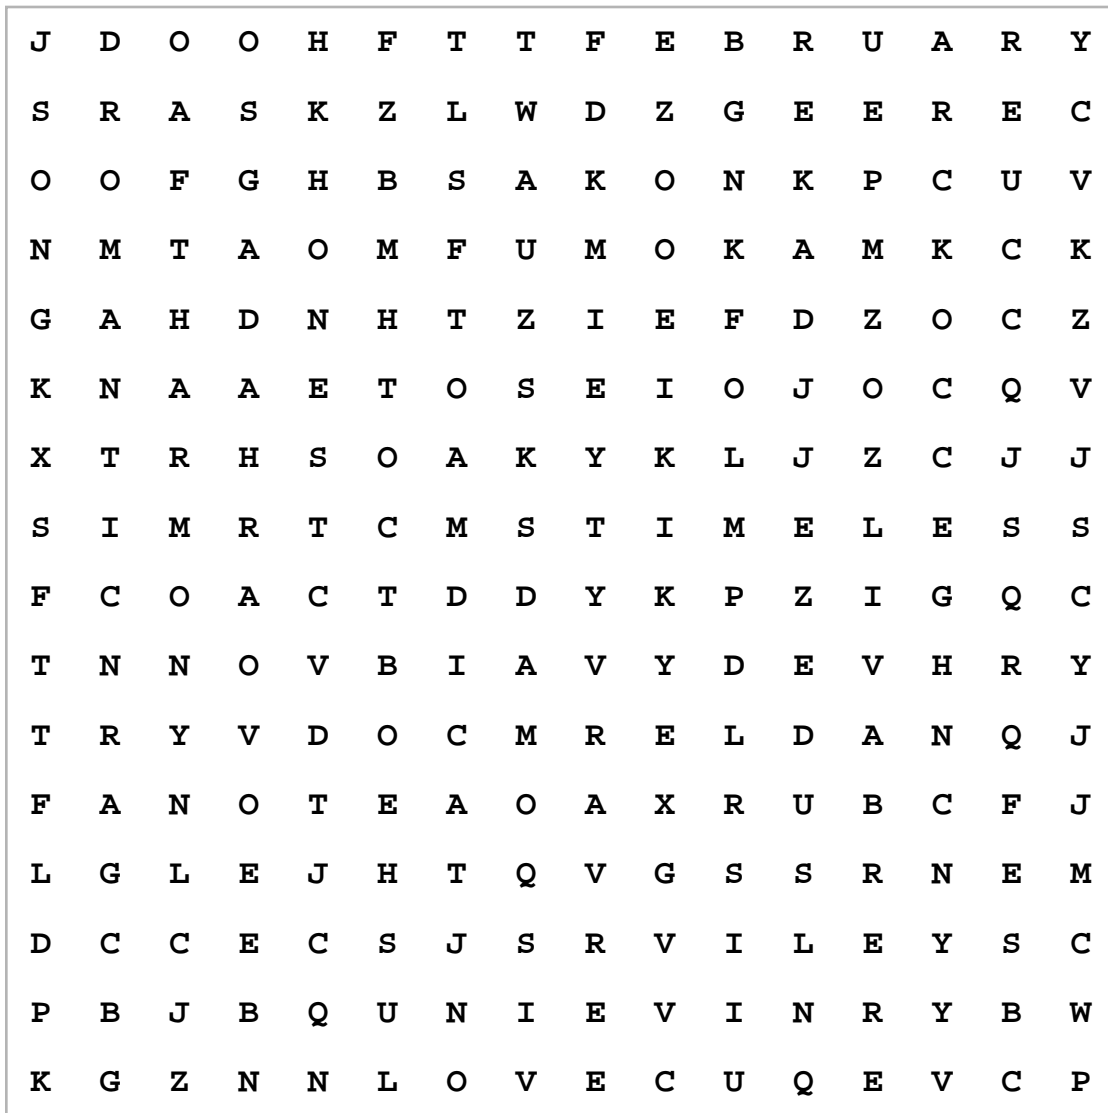 J D O O H F T T F E B R U A R Y
S R A S K Z L W D Z G E E R E C
O O F G H B S A K O N K P C U V
N M T A O M F U M O K A M K C K
G A H D N H T Z I E F D Z O C Z
K N A A E T O S E I O J O C Q V
X T R H S O A K Y K L J Z C J J
S I M R T C M S T I M E L E S S
F C O A C T D D Y K P Z I G Q C
T N N O V B I A V Y D E V H R Y
T R Y V D O C M R E L D A N Q J
F A N O T E A O A X R U B C F J
L G L E J H T Q V G S S R N E M
D C C E C S J S R V I L E Y S C
P B J B Q U N I E V I N R Y B W
K G Z N N L O V E C U Q E V C P